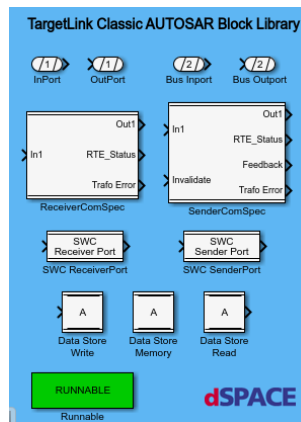 TargetLink Classic AUTOSAR Block Library
1 1 2 2
InPort OutPort Bus Inport Bus Outport
Out1 Out1
In1 RTE_Status In1 RTE_Status
Feedback
Trafo Error Invalidate Trafo Error
ReceiverComSpec SenderComSpec
SWC
Receiver Port
SWC
Sender Port
SWC ReceiverPort SWC SenderPort
A A A
Data Store
Write
Data Store
Memory
Data Store
Read
RUNNABLE
Runnable
dSPACE